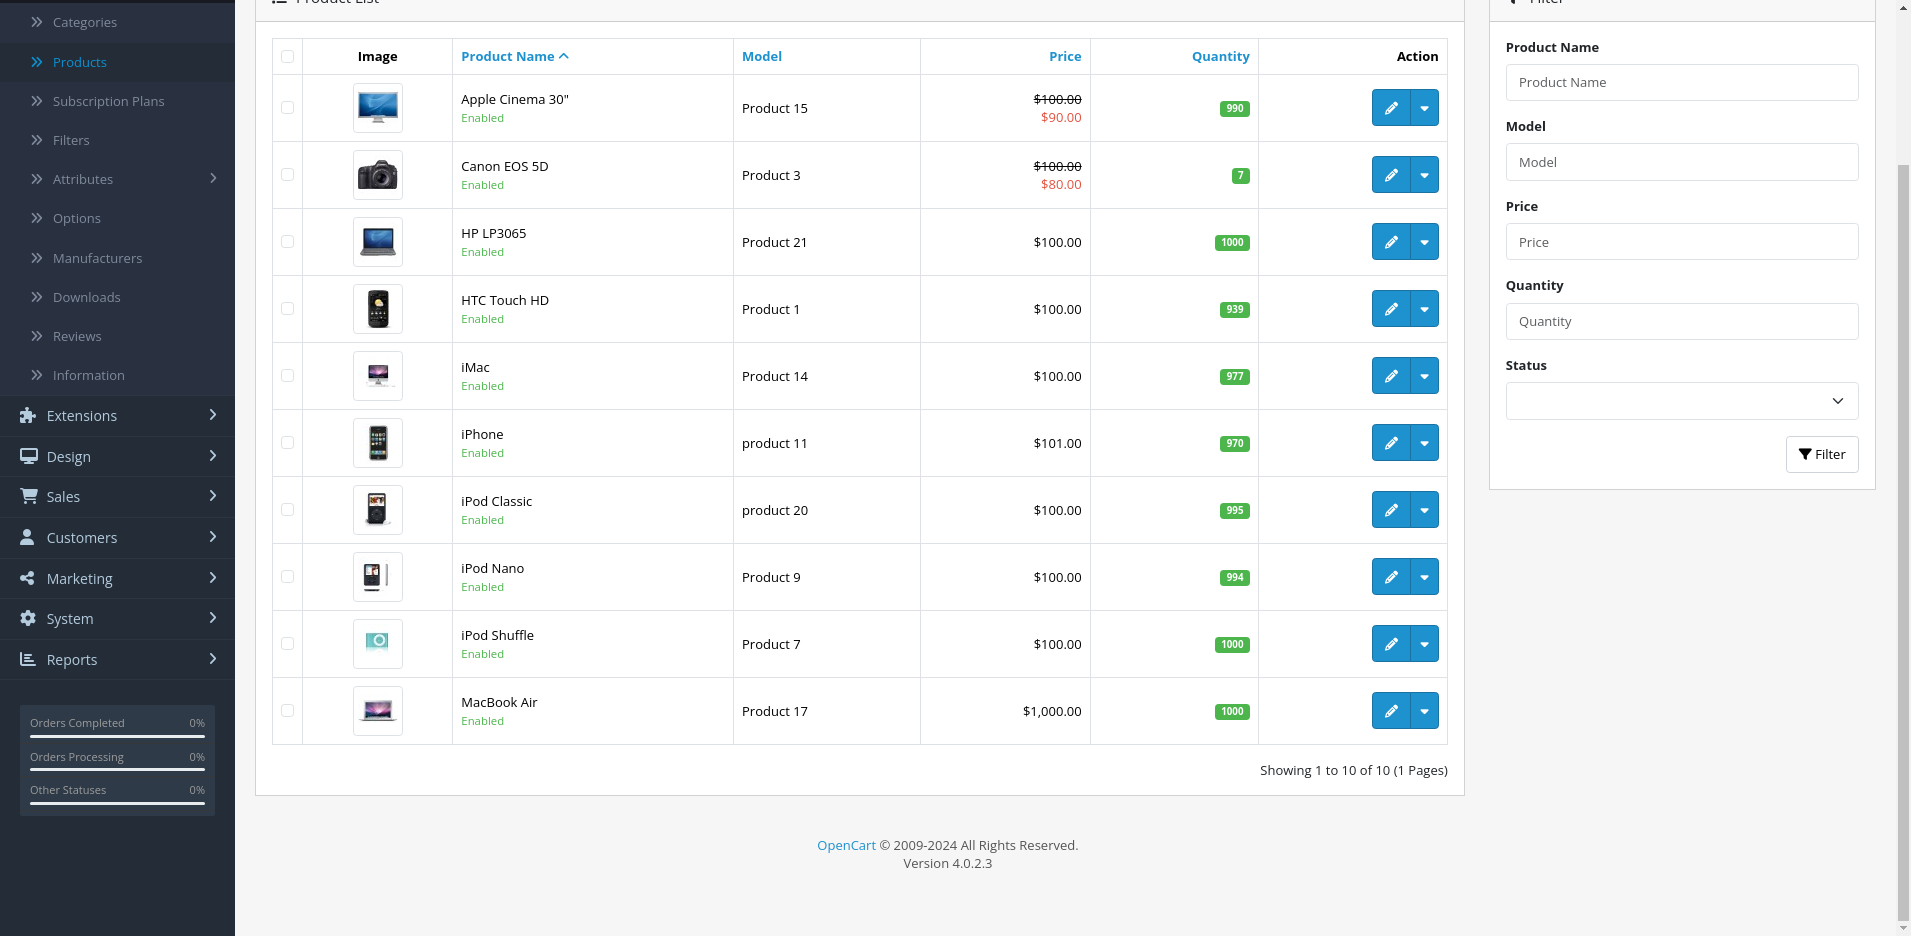 Categories
Products
Subscription Plans
Filters
Attributes
Options
Manufacturers
Downloads
Reviews
Information
Extensions
Design
Sales
Customers
Marketing
System
Reports
Orders Completed 0%
Orders Processing 0%
Other Statuses 0%
Product List
Image Product Name Model Price Quantity Action
Apple Cinema 30" Product 15 $100.00 990
Enabled $90.00
Canon EOS 5D Product 3 $100.00 7
Enabled $80.00
HP LP3065 Product 21 $100.00 1000
Enabled
HTC Touch HD Product 1 $100.00 939
Enabled
iMac Product 14 $100.00 977
Enabled
iPhone product 11 $101.00 970
Enabled
iPod Classic product 20 $100.00 995
Enabled
iPod Nano Product 9 $100.00 994
Enabled
iPod Shuffle Product 7 $100.00 1000
Enabled
MacBook Air Product 17 $1,000.00 1000
Enabled
Showing 1 to 10 of 10 (1 Pages)
Filter
Product Name
Product Name
Model
Model
Price
Price
Quantity
Quantity
Status
Filter
OpenCart © 2009-2024 All Rights Reserved.
Version 4.0.2.3